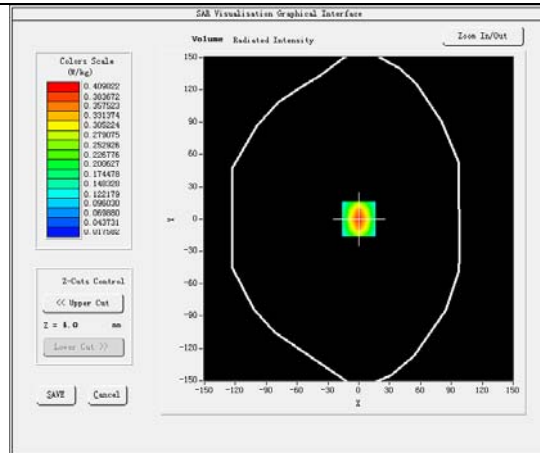 SAR Visualisation Graphical Interface
Volume Radiated Intensity
Zoom In/Out
Colors Scale
(W/kg)
0.409822
0.383672
0.357523
0.331374
0.305224
0.279075
0.252926
0.226776
0.200627
0.174478
0.148328
0.122179
0.096030
0.069880
0.043731
0.017582
Z-Cuts Control
<< Upper Cut
Z = 4.0 mm
Lower Cut >>
SAVE Cancel
150
120
90
60
30
0
-30
-60
-90
-120
-150
Y
-150 -120 -90 -60 -30 0 30 60 90 120 150
X